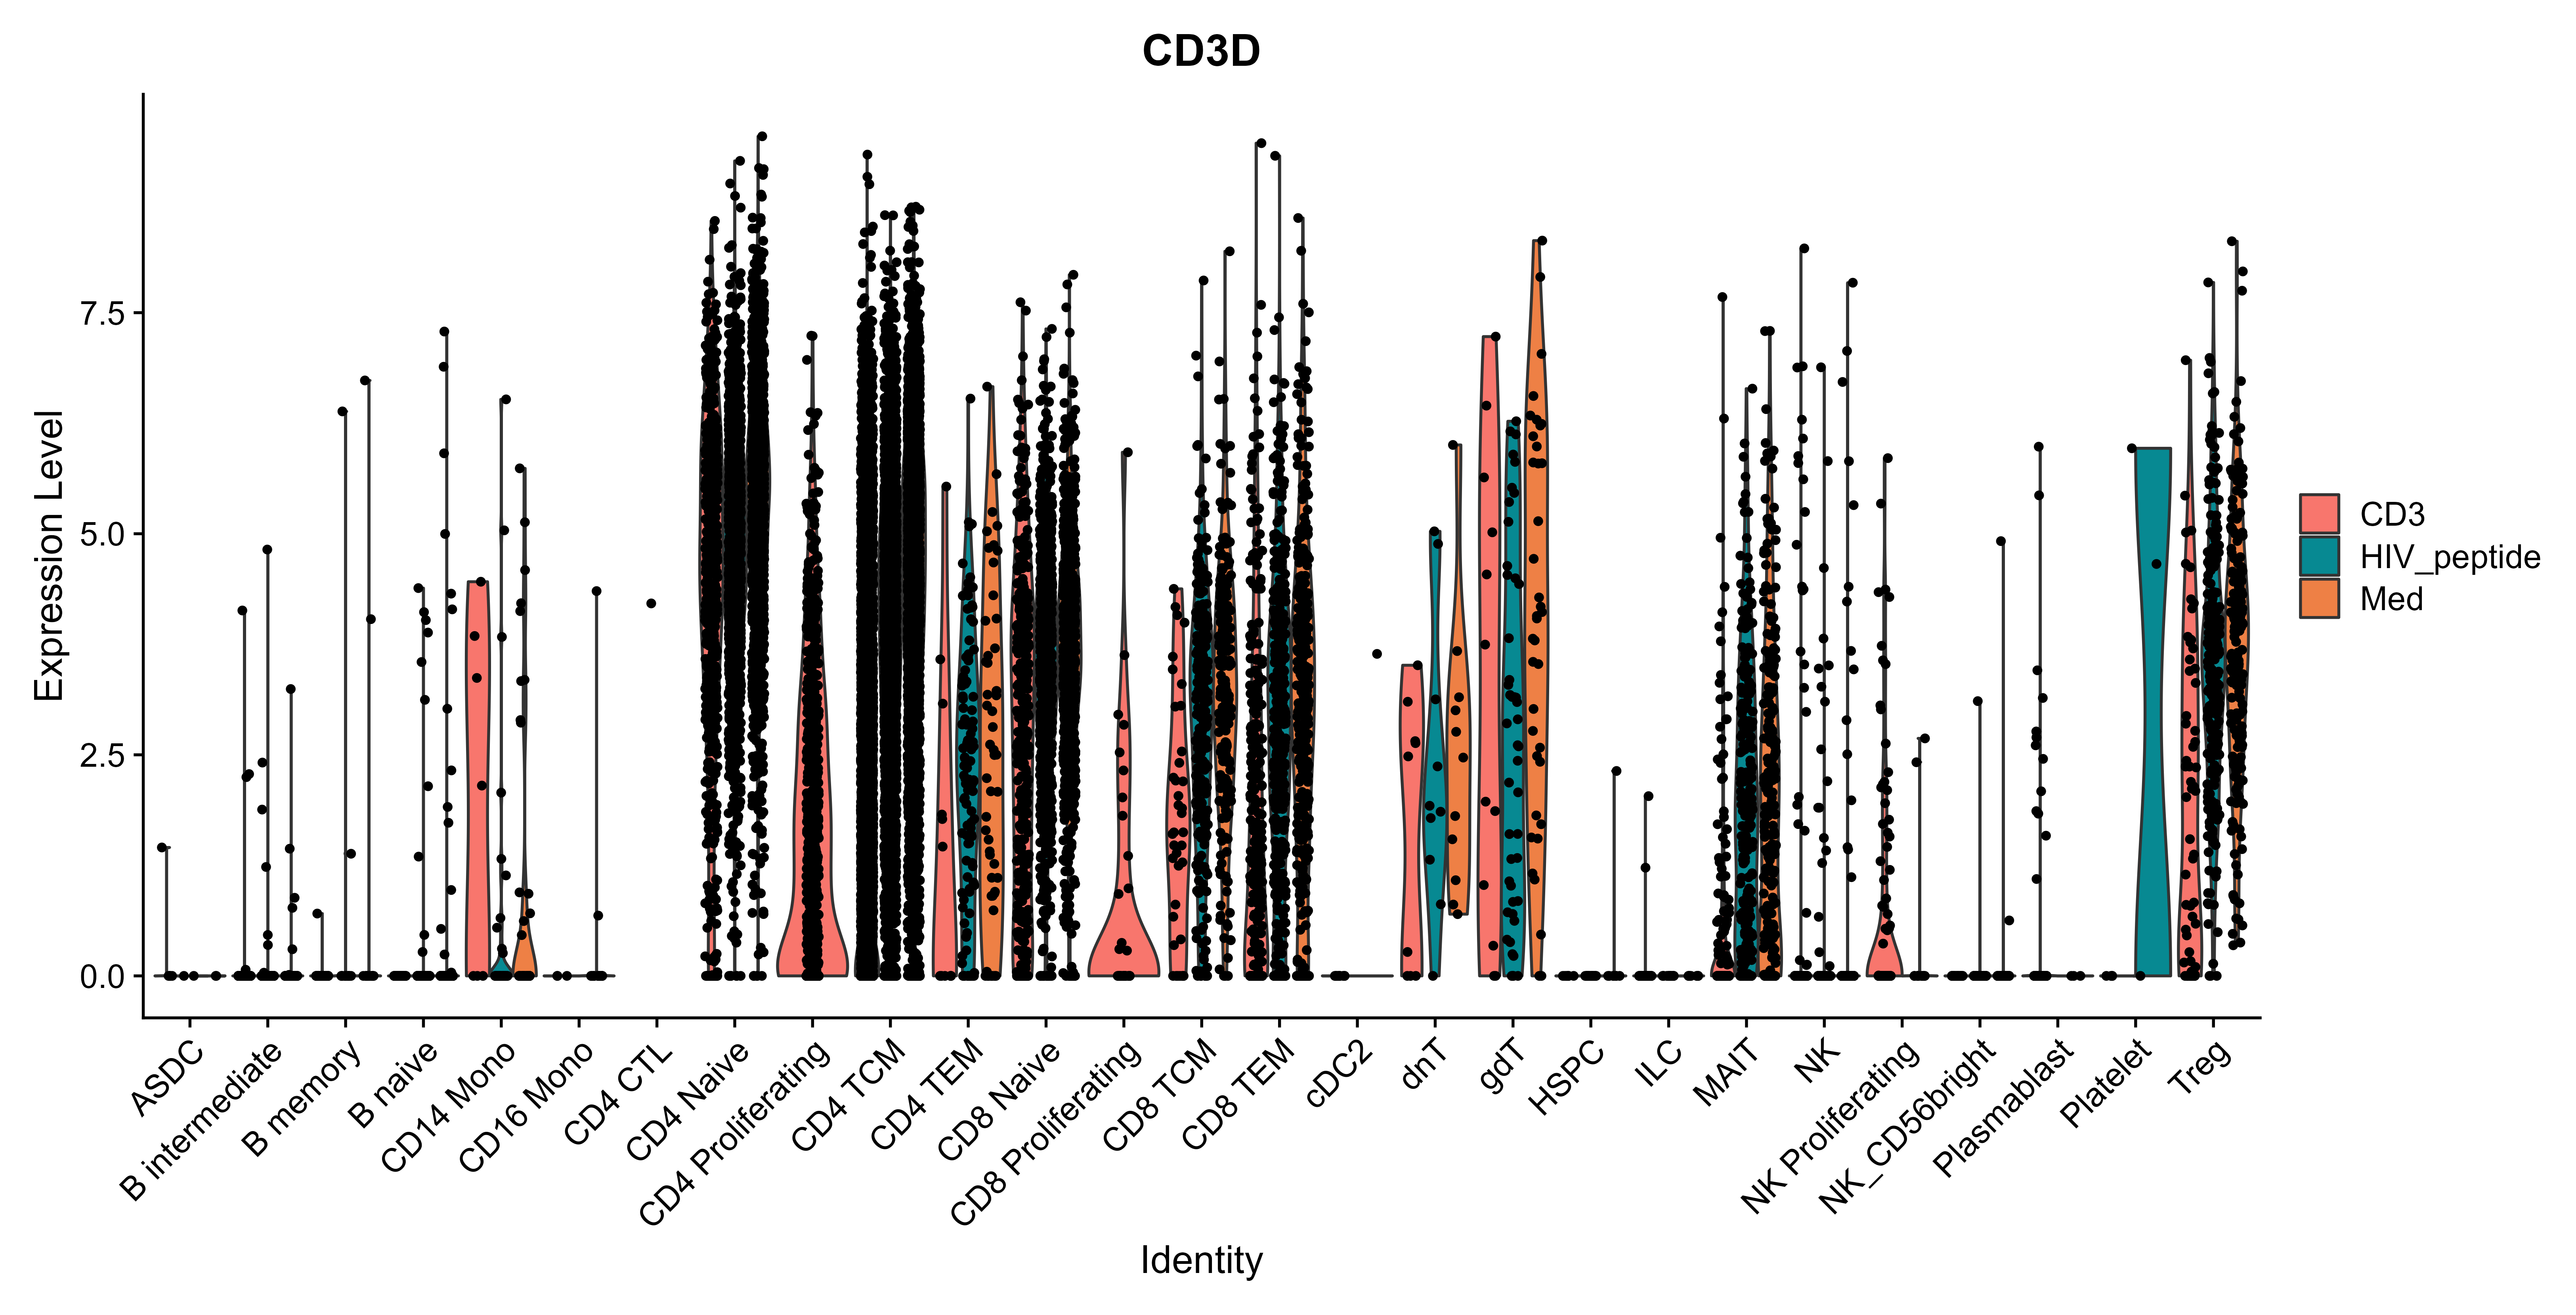 CD3D
Expression Level
7.5
5.0
2.5
0.0
ASDC
B intermediate
B memory
B naive
CD14 Mono
CD16 Mono
CD4 CTL
CD4 Naive
CD4 Proliferating
CD4 TCM
CD4 TEM
CD8 Naive
CD8 Proliferating
CD8 TCM
CD8 TEM
cDC2
dnT
gdT
HSPC
ILC
MAIT
NK
NK Proliferating
NK_CD56bright
Plasmablast
Platelet
Treg
Identity
CD3
HIV_peptide
Med